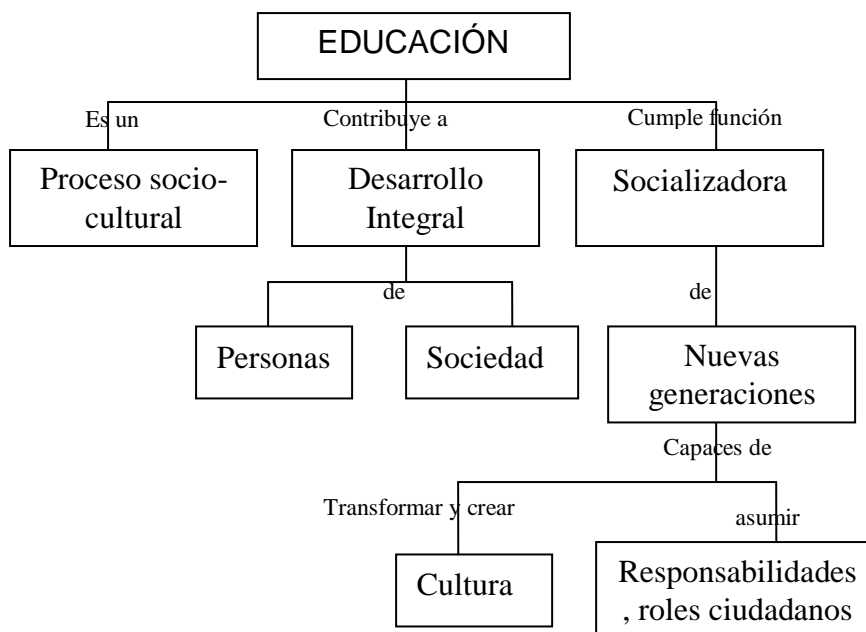 EDUCACIÓN
Es un
Contribuye a
Cumple función
Proceso socio-
cultural
Desarrollo
Integral
Socializadora
de
de
Personas
Sociedad
Nuevas
generaciones
Capaces de
Transformar y crear
asumir
Cultura
Responsabilidades
, roles ciudadanos